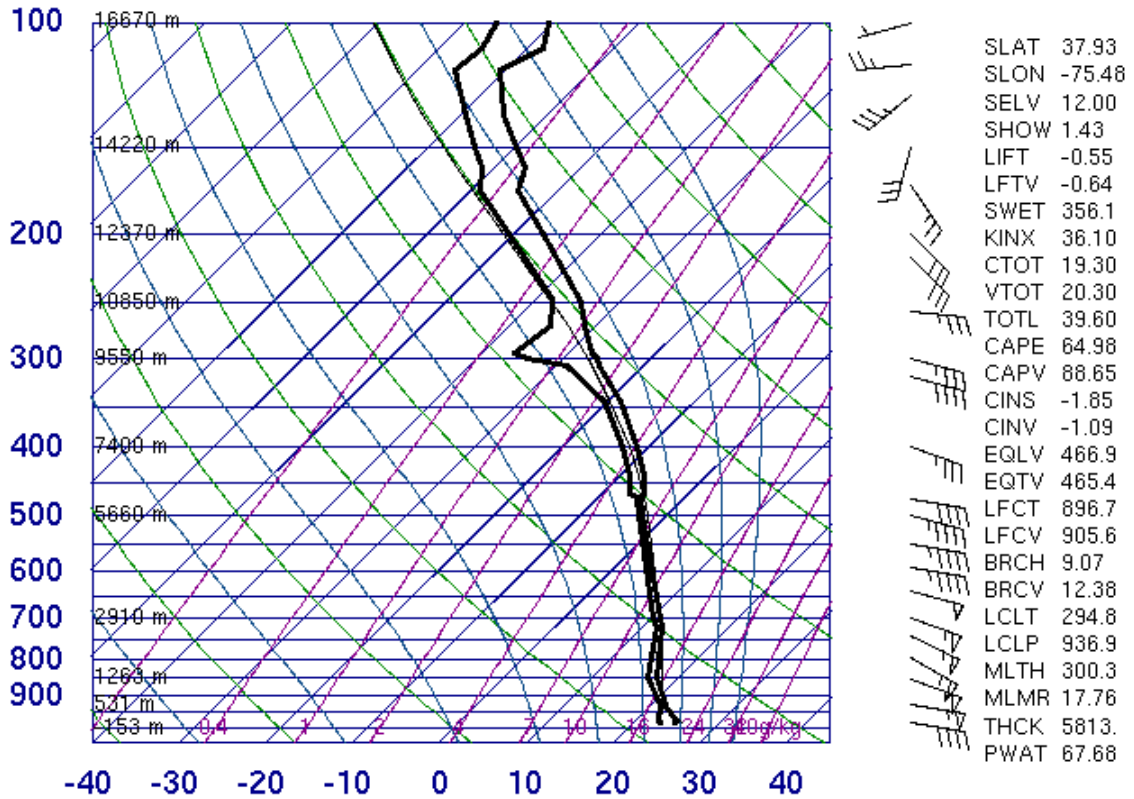 100 16670 m
14220 m
200 12370 m
10850 m
300
400 7400 m
500 5660 m
600
700 2910 m
800
1263 m
900
531 m
-153 m 0.4 1 2 4 7 10 16 24
-40 -30 -20 -10 0 10 20 30 40
SLAT 37.93
SLON -75.48
SELV 12.00
SHOW 1.43
LIFT -0.55
LFTV -0.64
SWET 356.1
KINX 36.10
CTOT 19.30
VTOT 20.30
TOTL 39.60
CAPE 64.98
CAPV 88.65
CINS -1.85
CINV -1.09
EQLV 466.9
EQTV 465.4
LFCT 896.7
LFCV 905.6
BRCH 9.07
BRCV 12.38
LCLT 294.8
LCLP 936.9
MLTH 300.3
MLMR 17.76
THCK 5813.
PWAT 67.68